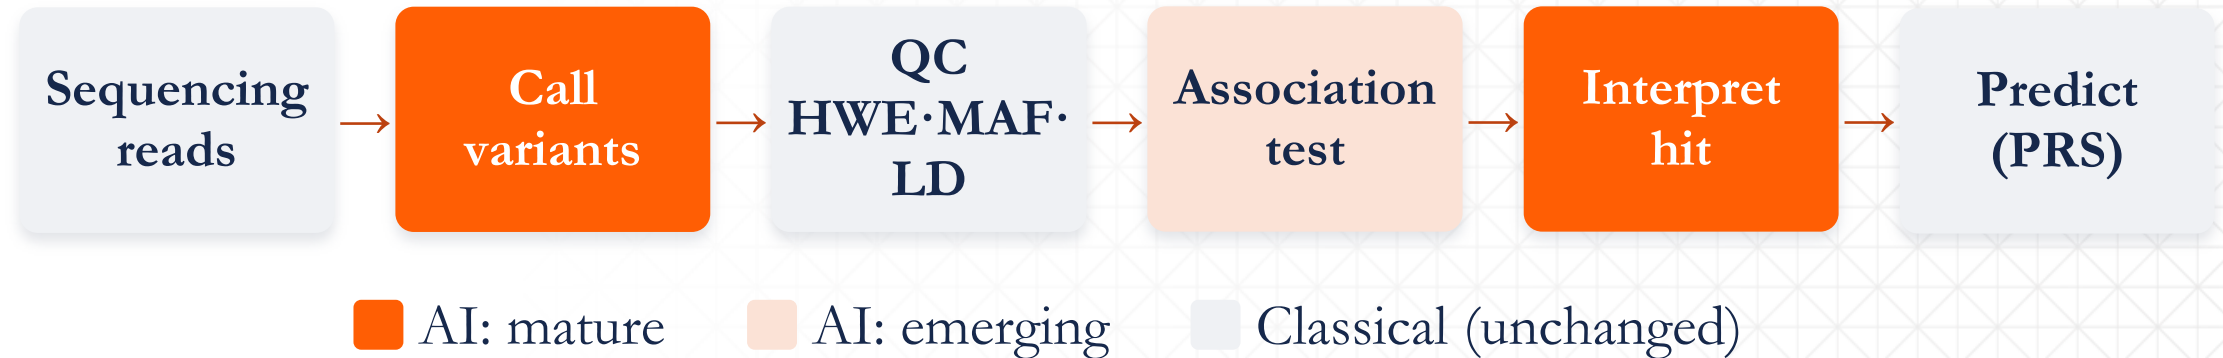 Sequencing
reads
Call
variants
QC
HWE·MAF·
LD
Association
test
Interpret
hit
Predict
(PRS)
AI: mature
AI: emerging
Classical (unchanged)